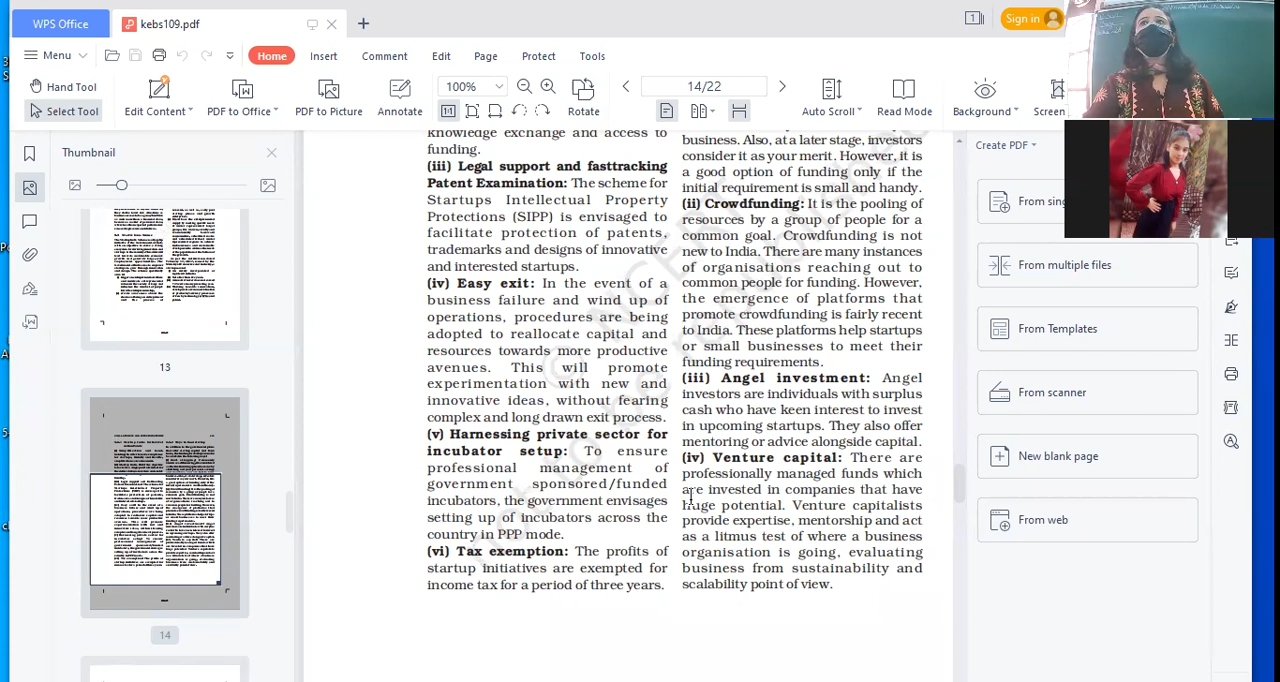 WPS Office
kebs109.pdf
Sign in
Menu
Home
Insert
Comment
Edit
Page
Protect
Tools
Hand Tool
Select Tool
Edit Content
PDF to Office
PDF to Picture
Annotate
100%
Rotate
14/22
Auto Scroll
Read Mode
Background
Screen
Thumbnail
13
14
knowledge exchange and access to
funding.
(iii) Legal support and fasttracking
Patent Examination: The scheme for
Startups Intellectual Property
Protections (SIPP) is envisaged to
facilitate protection of patents,
trademarks and designs of innovative
and interested startups.
(iv) Easy exit: In the event of a
business failure and wind up of
operations, procedures are being
adopted to reallocate capital and
resources towards more productive
avenues. This will promote
experimentation with new and
innovative ideas, without fearing
complex and long drawn exit process.
(v) Harnessing private sector for
incubator setup: To ensure
professional management of
government sponsored/funded
incubators, the government envisages
setting up of incubators across the
country in PPP mode.
(vi) Tax exemption: The profits of
startup initiatives are exempted for
income tax for a period of three years.
business. Also, at a later stage, investors
consider it as your merit. However, it is
a good option of funding only if the
initial requirement is small and handy.
(ii) Crowdfunding: It is the pooling of
resources by a group of people for a
common goal. Crowdfunding is not
new to India. There are many instances
of organisations reaching out to
common people for funding. However,
the emergence of platforms that
promote crowdfunding is fairly recent
to India. These platforms help startups
or small businesses to meet their
funding requirements.
(iii) Angel investment: Angel
investors are individuals with surplus
cash who have keen interest to invest
in upcoming startups. They also offer
mentoring or advice alongside capital.
(iv) Venture capital: There are
professionally managed funds which
are invested in companies that have
huge potential. Venture capitalists
provide expertise, mentorship and act
as a litmus test of where a business
organisation is going, evaluating
business from sustainability and
scalability point of view.
Create PDF
From sing
From multiple files
From Templates
From scanner
New blank page
From web